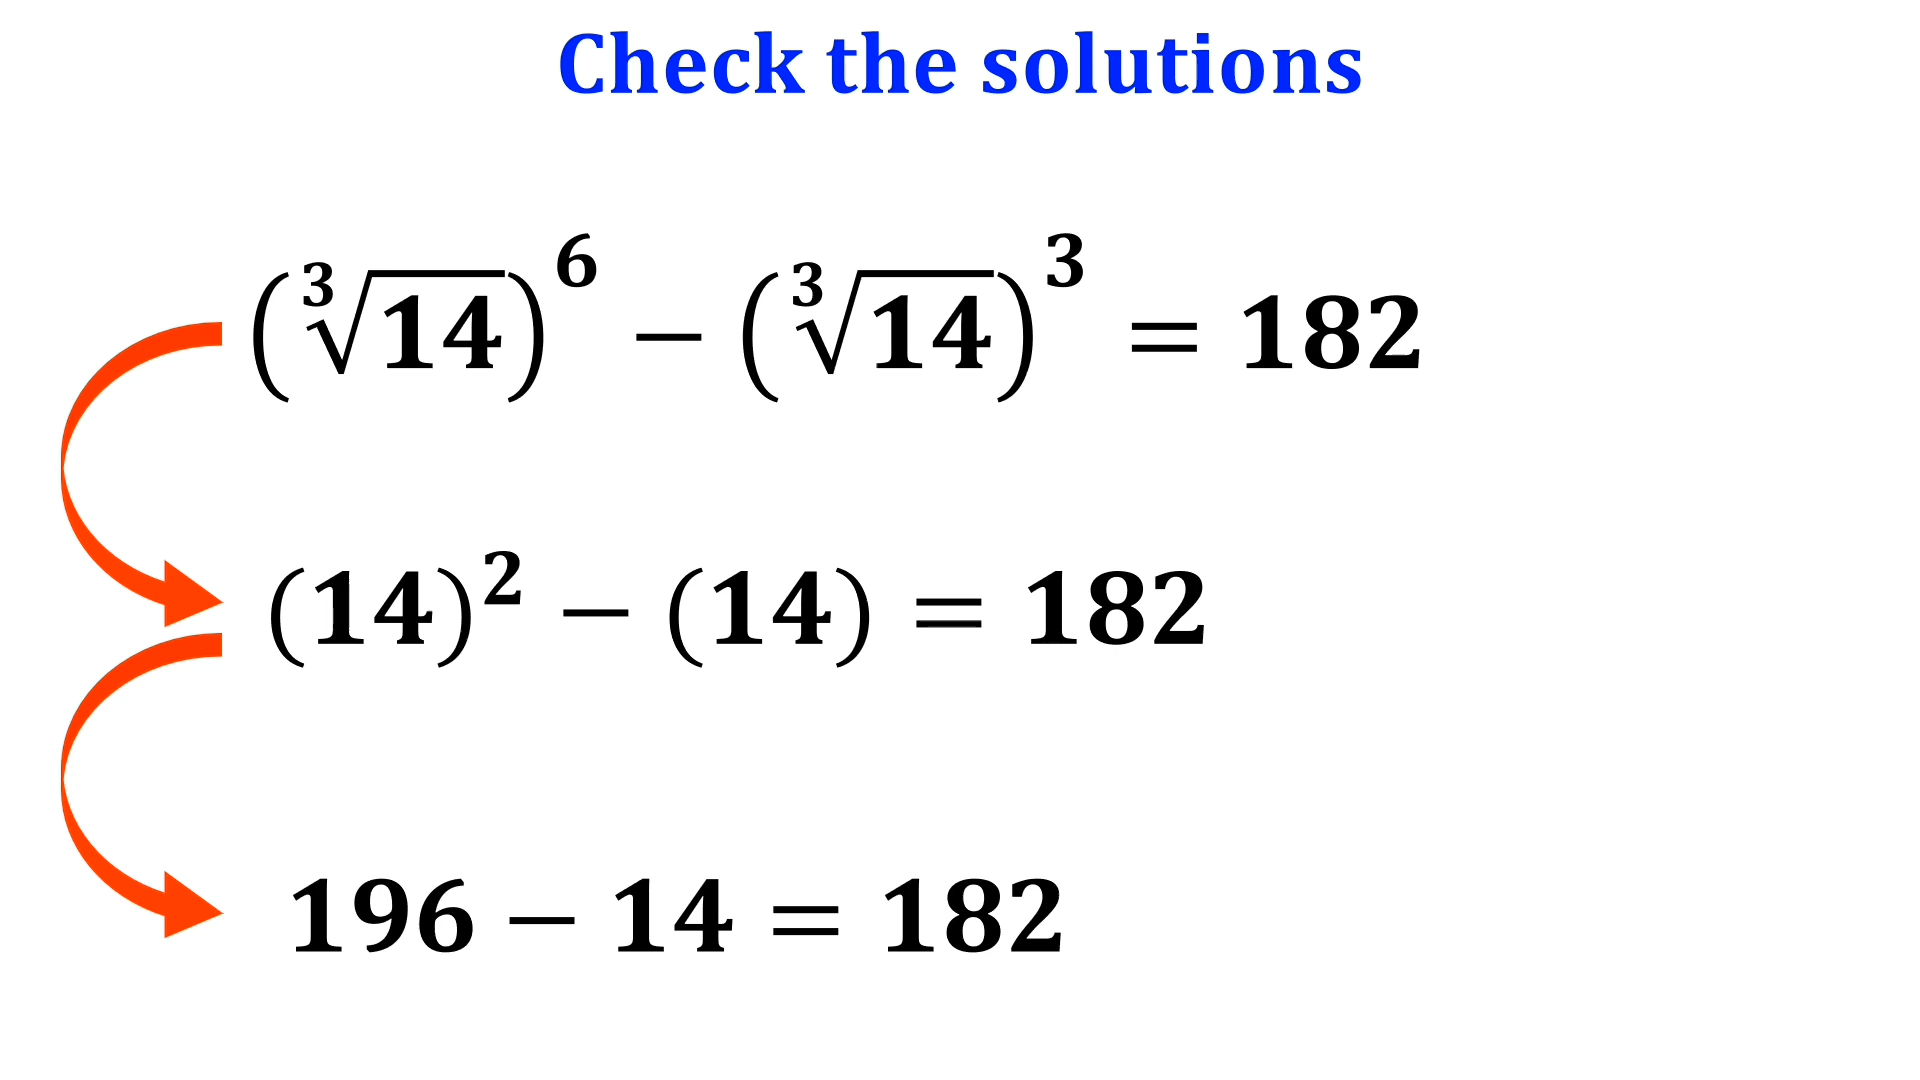 Check the solutions
(∛14)⁶ − (∛14)³ = 182
(14)² − (14) = 182
196 − 14 = 182